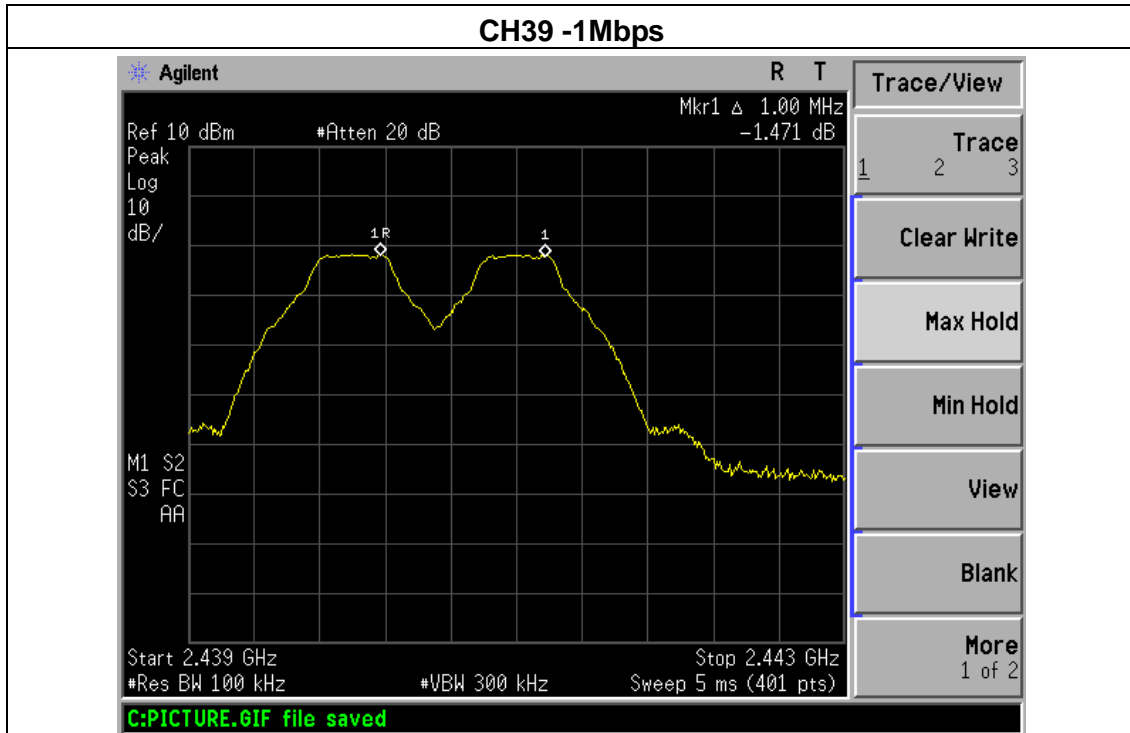 CH39 -1Mbps
Agilent R T
Mkr1 Δ 1.00 MHz
Ref 10 dBm #Atten 20 dB -1.471 dB
Peak
Log
10
dB/
1R
1
M1 S2
S3 FC
AA
Start 2.439 GHz Stop 2.443 GHz
#Res BW 100 kHz #VBW 300 kHz Sweep 5 ms (401 pts)
C:PICTURE.GIF file saved
Trace/View
Trace
1 2 3
Clear Write
Max Hold
Min Hold
View
Blank
More
1 of 2